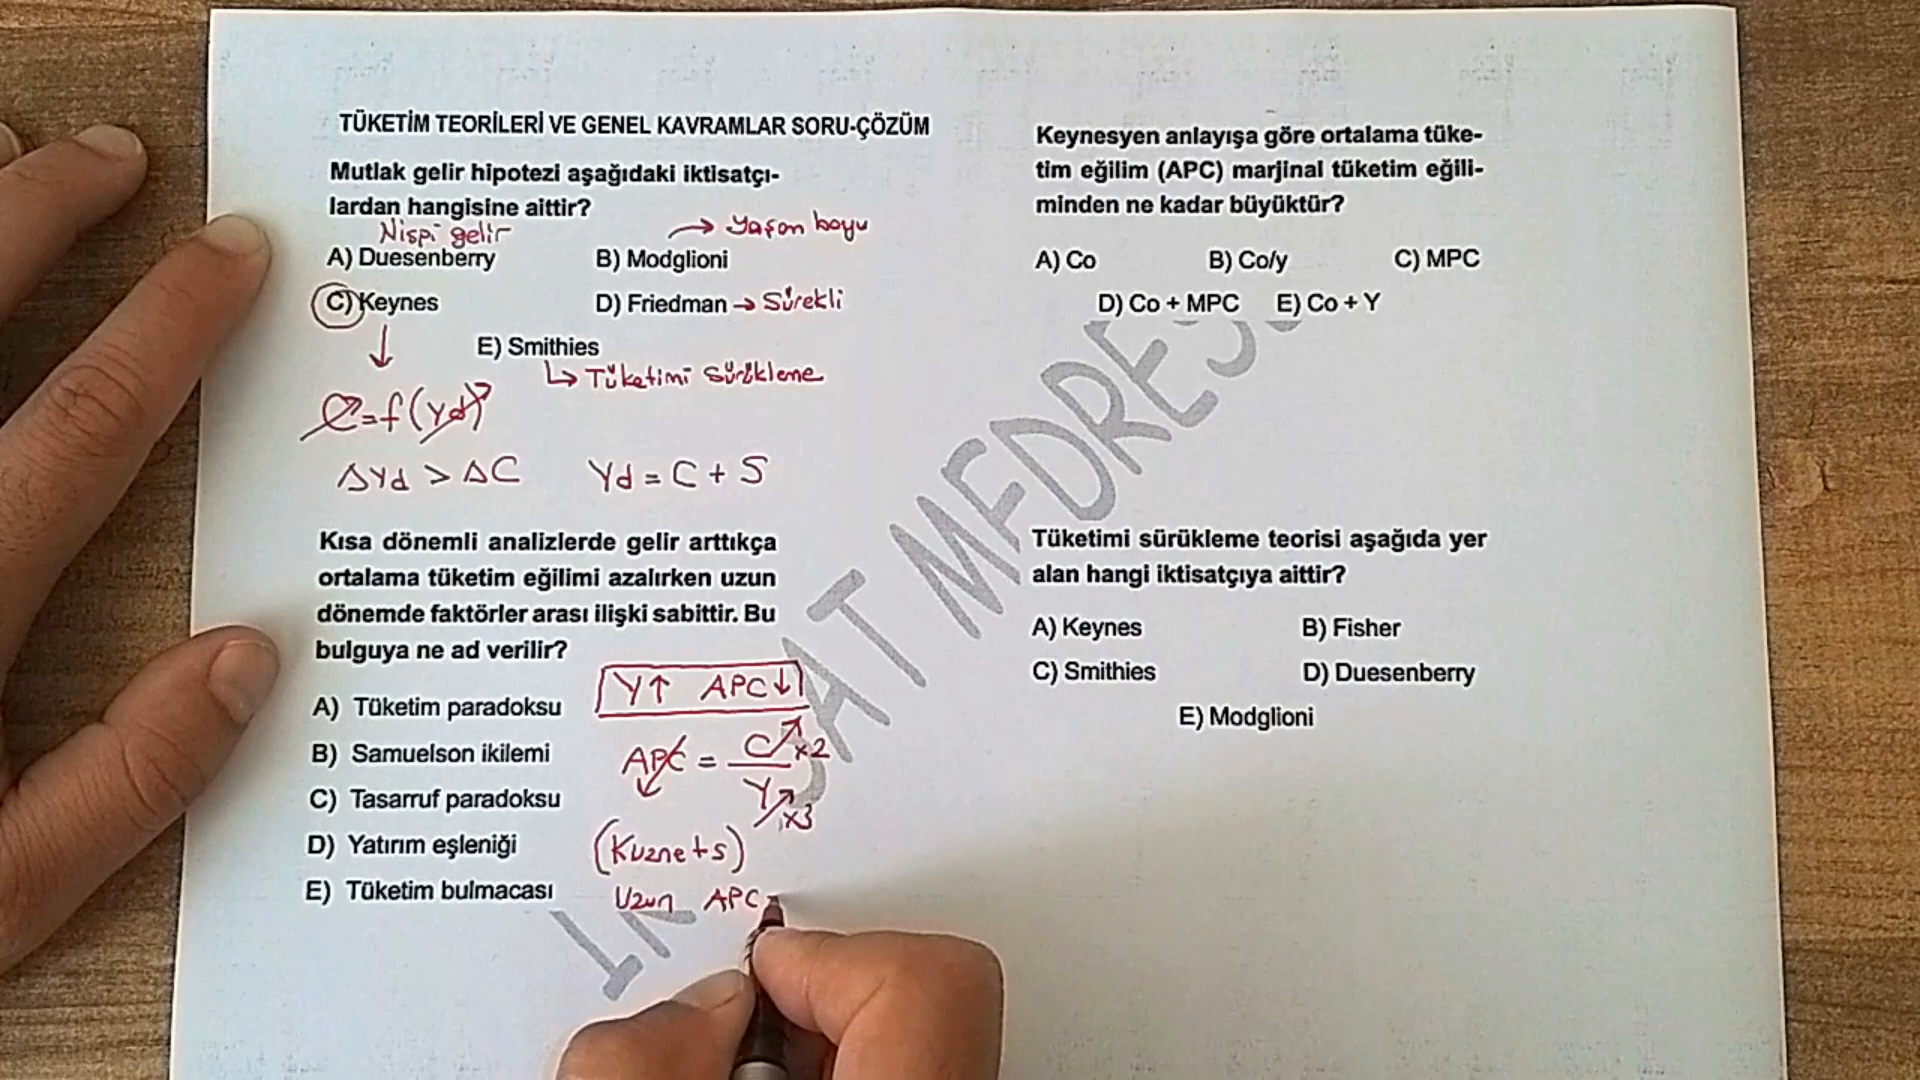 TÜKETİM TEORİLERİ VE GENEL KAVRAMLAR SORU-ÇÖZÜM
Mutlak gelir hipotezi aşağıdaki iktisatçı-
lardan hangisine aittir?
Nispi gelir
→ Yaşam boyu
A) Duesenberry B) Modglioni
C) Keynes D) Friedman → Sürekli
E) Smithies
↳ Tüketimi Sürükleme
C = f(Yd)
ΔYd > ΔC Yd = C + S
Kısa dönemli analizlerde gelir arttıkça
ortalama tüketim eğilimi azalırken uzun
dönemde faktörler arası ilişki sabittir. Bu
bulguya ne ad verilir?
Y↑ APC↓
A) Tüketim paradoksu
B) Samuelson ikilemi
C) Tasarruf paradoksu
D) Yatırım eşleniği
E) Tüketim bulmacası
APC = C x2
Y x3
(Kuznets)
Uzun APC
Keynesyen anlayışa göre ortalama tüke-
tim eğilim (APC) marjinal tüketim eğili-
minden ne kadar büyüktür?
A) Co B) Co/y C) MPC
D) Co + MPC E) Co + Y
Tüketimi sürükleme teorisi aşağıda yer
alan hangi iktisatçıya aittir?
A) Keynes B) Fisher
C) Smithies D) Duesenberry
E) Modglioni